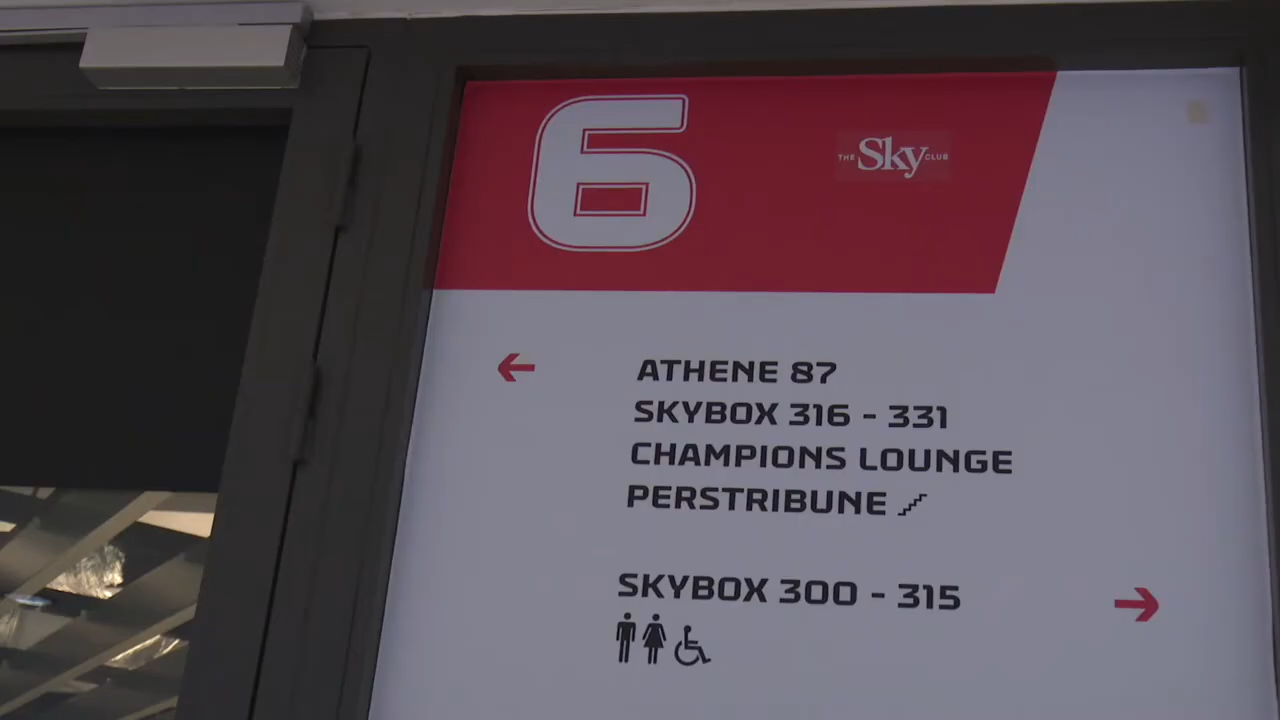 6
THE Sky CLUB
ATHENE 87
SKYBOX 316 - 331
CHAMPIONS LOUNGE
PERSTRIBUNE
SKYBOX 300 - 315